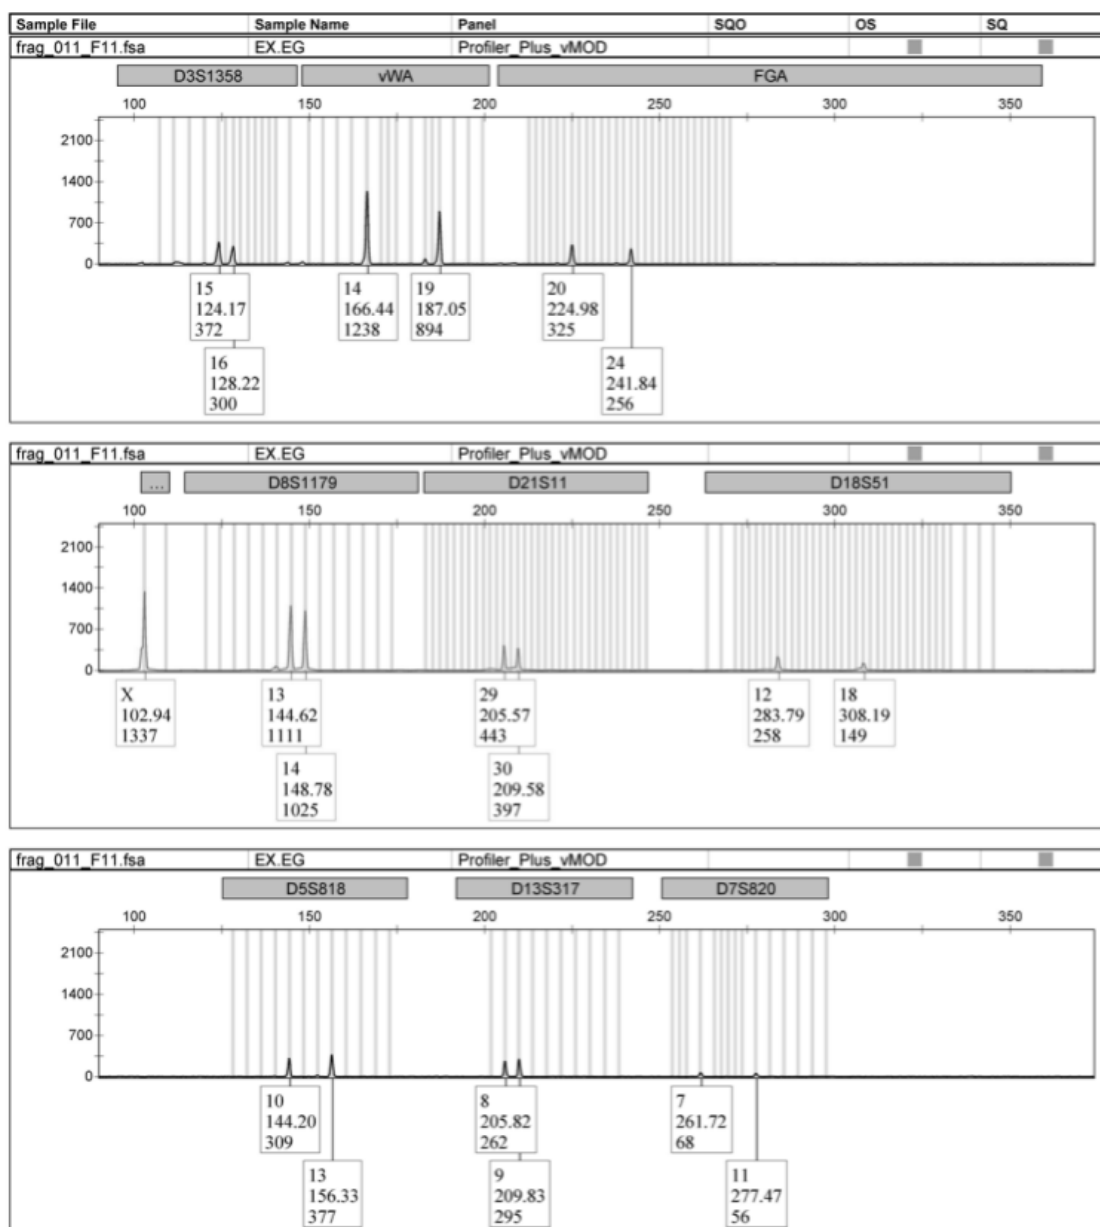 Sample File Sample Name Panel SQO OS SQ
frag_011_F11.fsa EX.EG Profiler_Plus_vMOD
D3S1358 vWA FGA
100 150 200 250 300 350
2100
1400
700
0
15 14 19 20
124.17 166.44 187.05 224.98
372 1238 894 325
16 24
128.22 241.84
300 256
frag_011_F11.fsa EX.EG Profiler_Plus_vMOD
... D8S1179 D21S11 D18S51
100 150 200 250 300 350
2100
1400
700
0
X 13 29 12 18
102.94 144.62 205.57 283.79 308.19
1337 1111 443 258 149
14 30
148.78 209.58
1025 397
frag_011_F11.fsa EX.EG Profiler_Plus_vMOD
D5S818 D13S317 D7S820
100 150 200 250 300 350
2100
1400
700
0
10 8 7
144.20 205.82 261.72
309 262 68
13 9 11
156.33 209.83 277.47
377 295 56